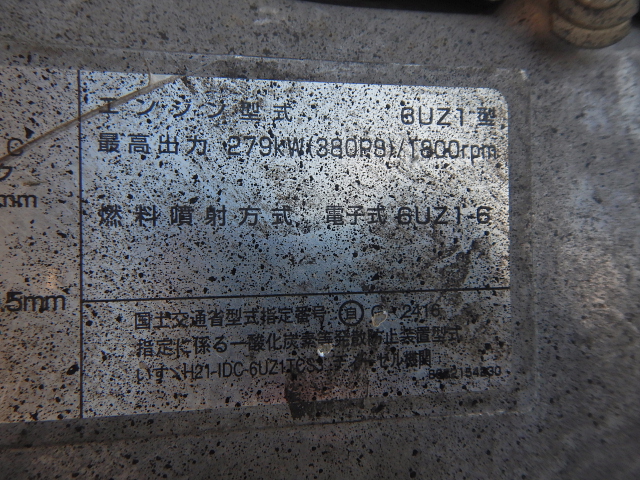 エンジン型式 6UZ1型
最高出力 279kW(380PS)/1800rpm
燃料噴射方式 電子式 6UZ1-6
国土交通省型式指定番号 2416
指定に係る一酸化炭素等発散防止装置型式
いすゞH21-IDC-6UZ1TCS ディーゼル機関
C
mm
5mm